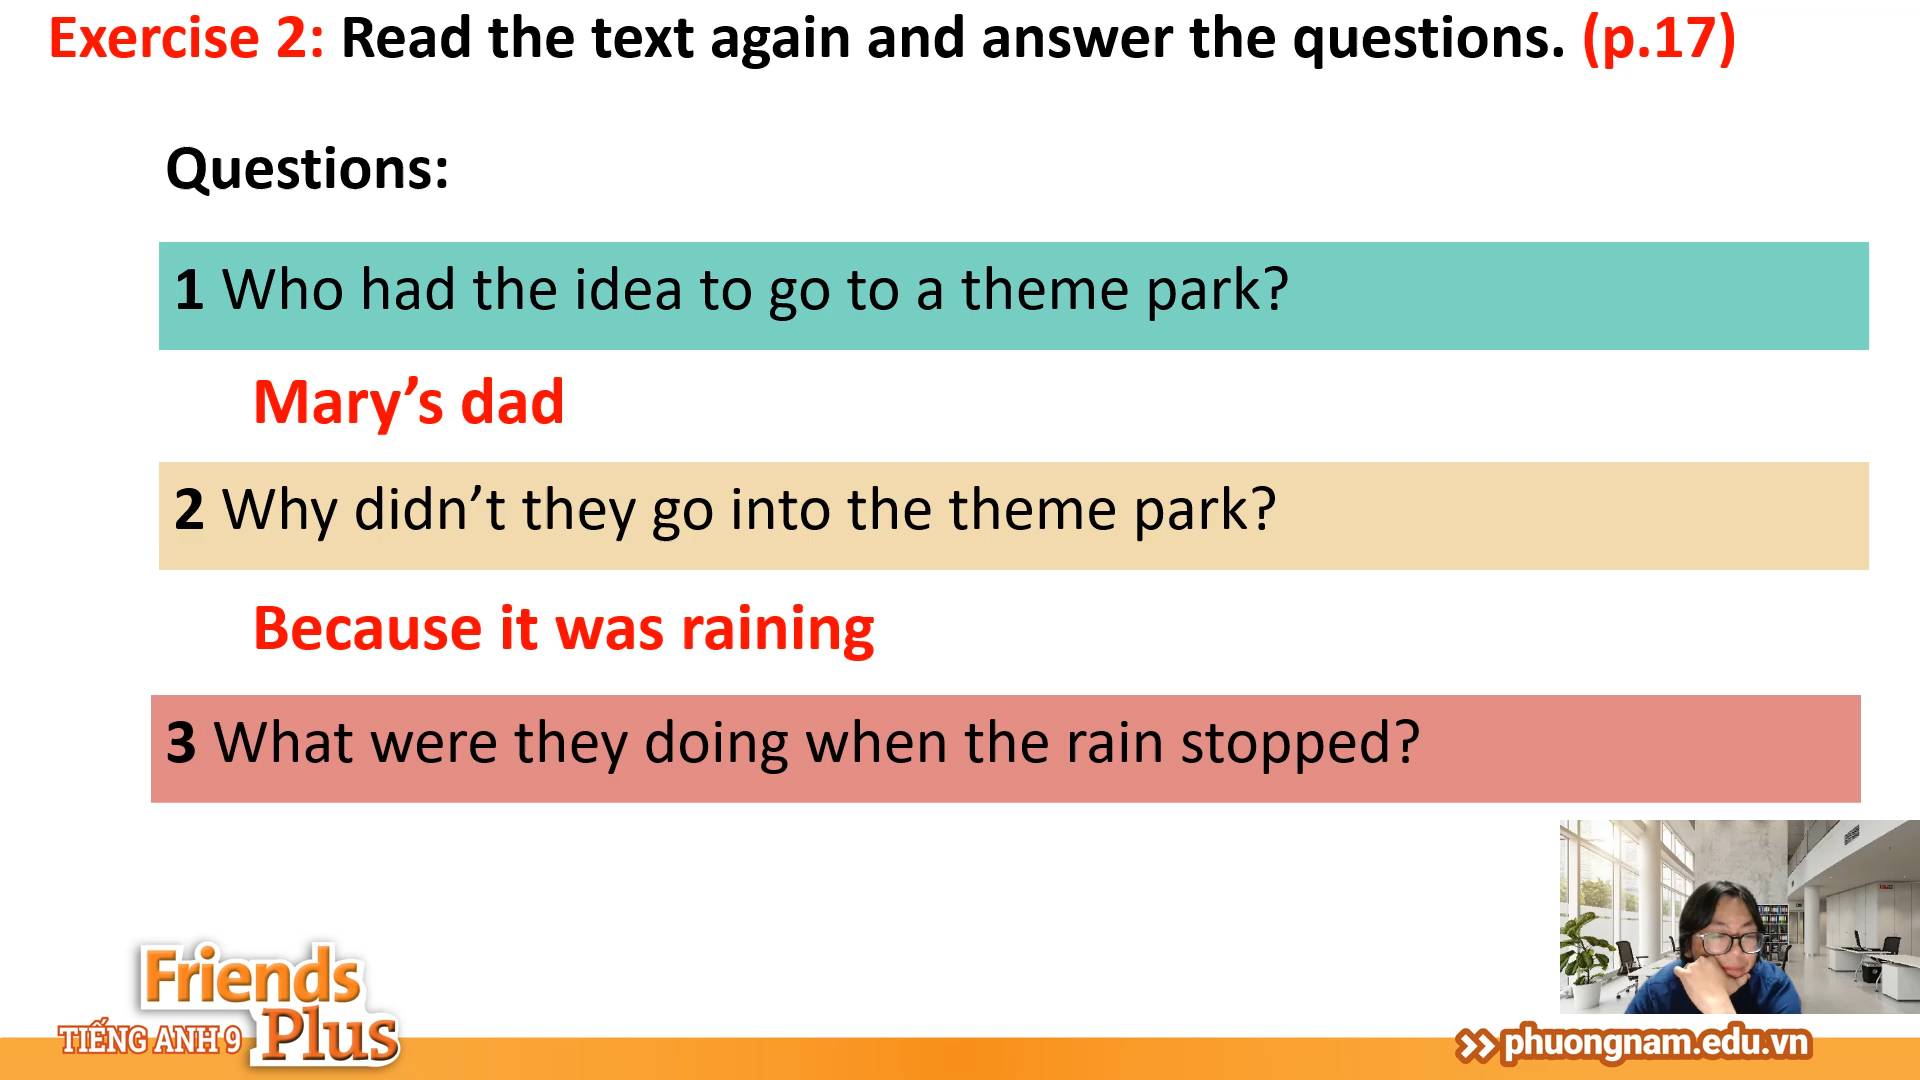 Exercise 2: Read the text again and answer the questions. (p.17)
Questions:
1 Who had the idea to go to a theme park?
Mary’s dad
2 Why didn’t they go into the theme park?
Because it was raining
3 What were they doing when the rain stopped?
Friends
Plus
TIẾNG ANH 9
phuongnam.edu.vn